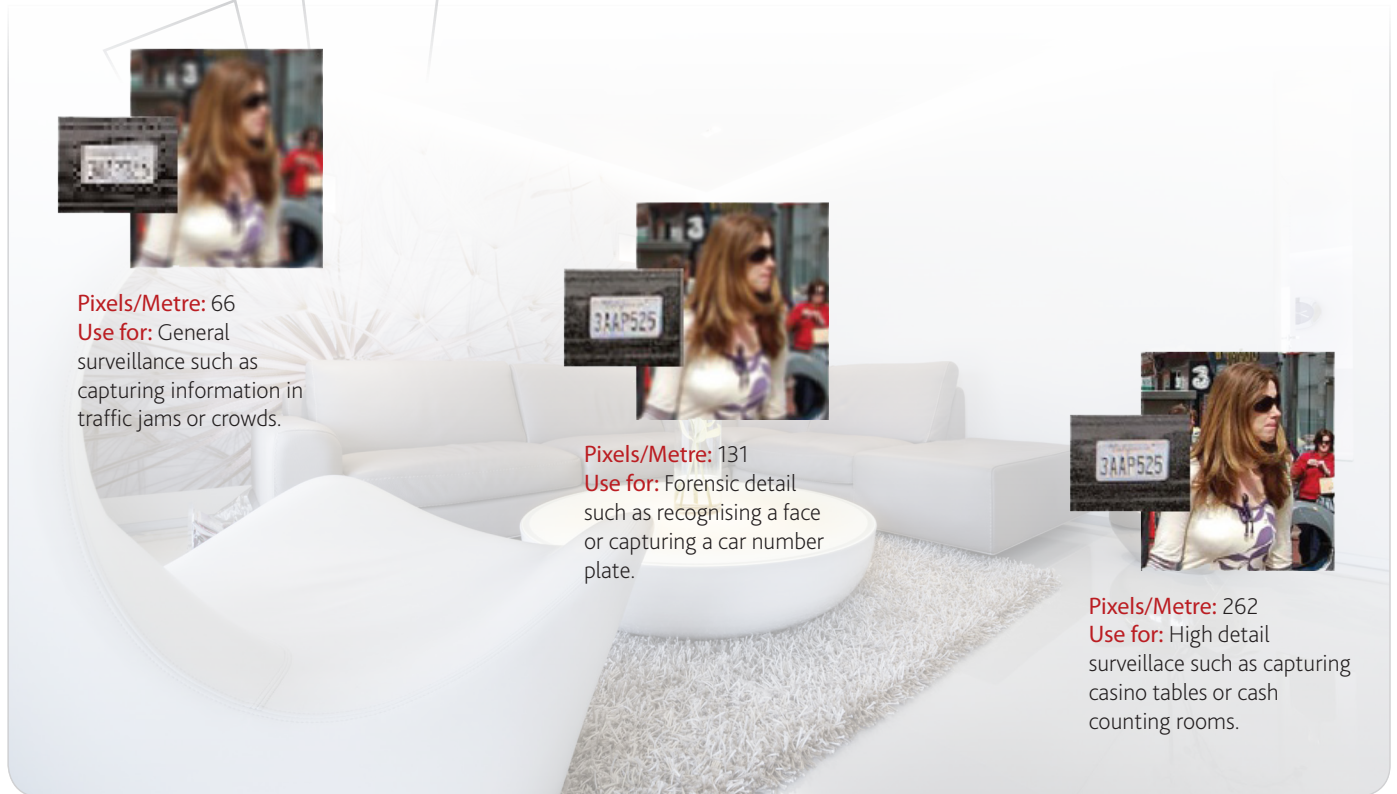 3
Pixels/Metre: 66
Use for: General
surveillance such as
capturing information in
traffic jams or crowds.
3
3AAP525
Pixels/Metre: 131
Use for: Forensic detail
such as recognising a face
or capturing a car number
plate.
3
3AAP525
Pixels/Metre: 262
Use for: High detail
surveillace such as capturing
casino tables or cash
counting rooms.